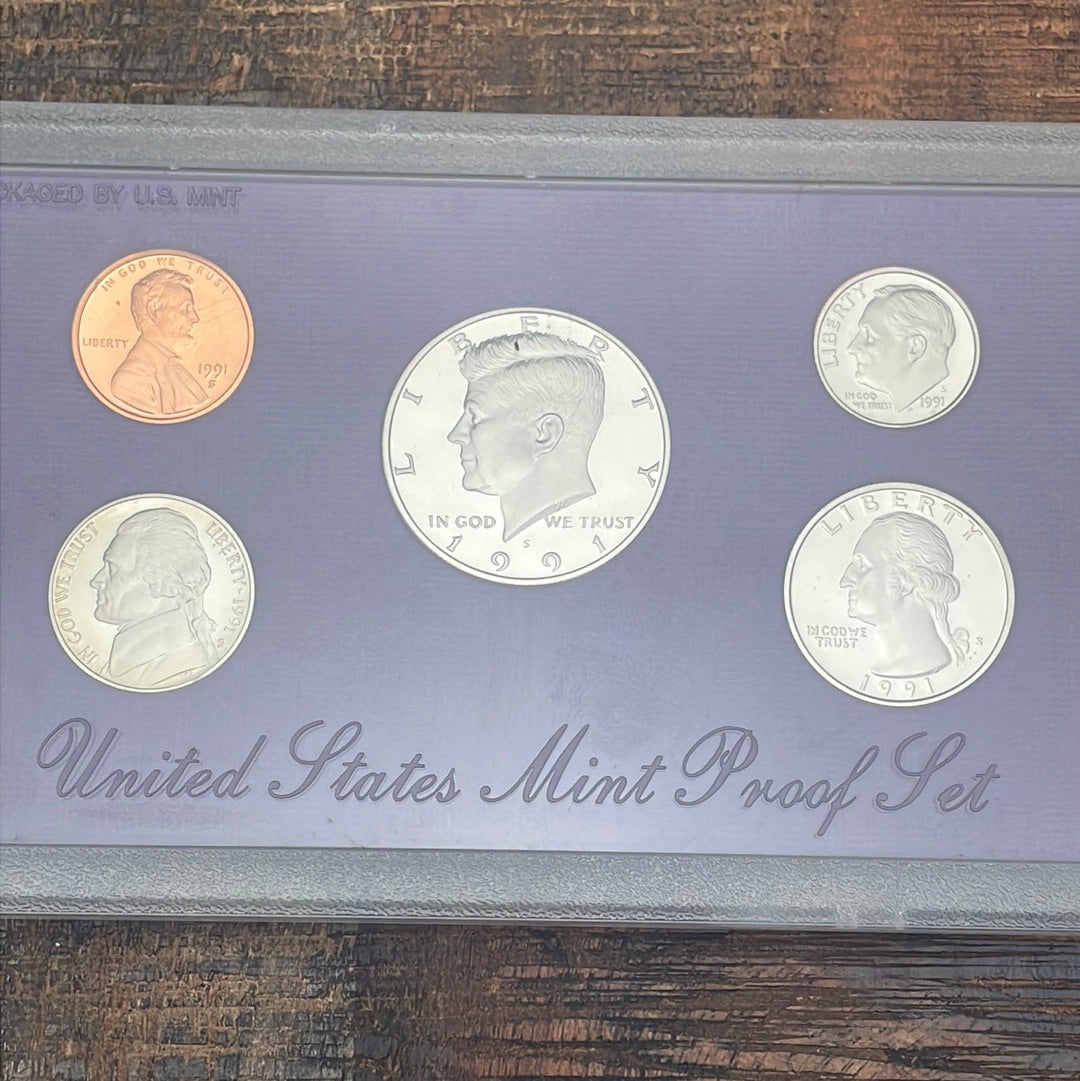 CKAGED BY U.S. MINT
IN GOD WE TRUST
LIBERTY
1991
S
LIBERTY
IN GOD WE TRUST
1991
S
LIBERTY
IN GOD
WE TRUST
S
1991
IN GOD WE TRUST
LIBERTY · 1991
S
LIBERTY
IN GOD WE
TRUST
S
1991
United States Mint Proof Set